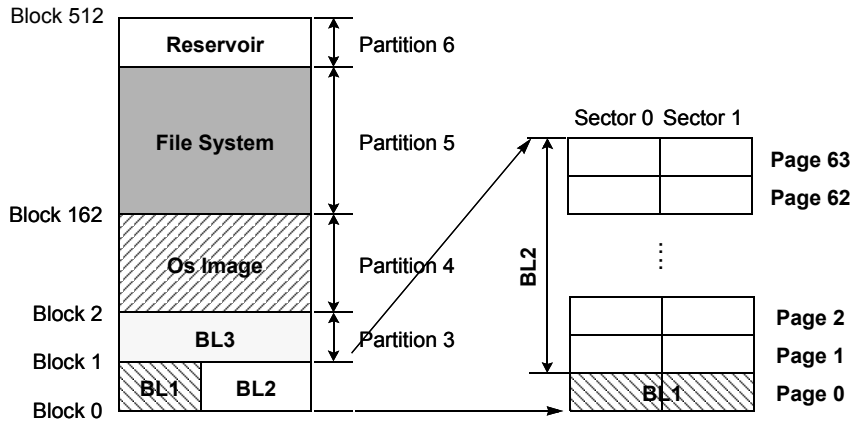 Block 512
Reservoir
Partition 6
File System
Partition 5
Block 162
Os Image
Partition 4
Block 2
BL3
Partition 3
Block 1
BL1
BL2
Block 0
Sector 0 Sector 1
Page 63
Page 62
BL2
Page 2
Page 1
BL1
Page 0